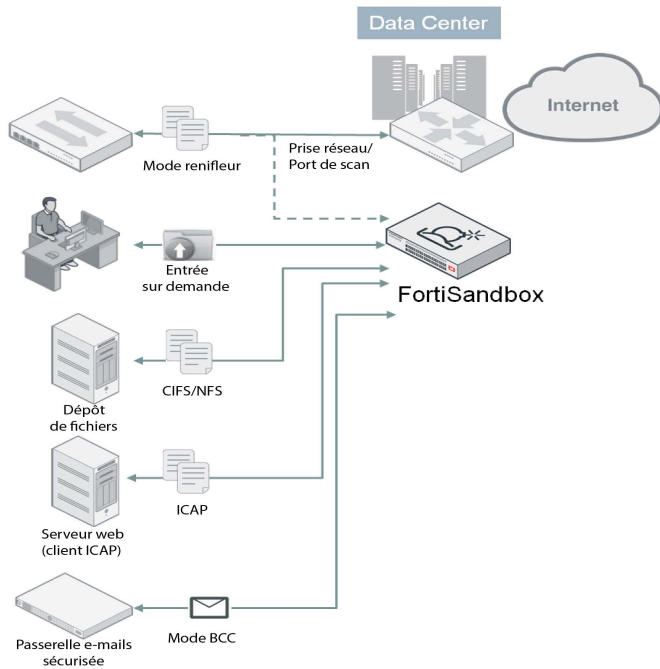 Data Center
Internet
Mode renifleur
Prise réseau/
Port de scan
Entrée
sur demande
FortiSandbox
CIFS/NFS
Dépôt
de fichiers
ICAP
Serveur web
(client ICAP)
Mode BCC
Passerelle e-mails
sécurisée